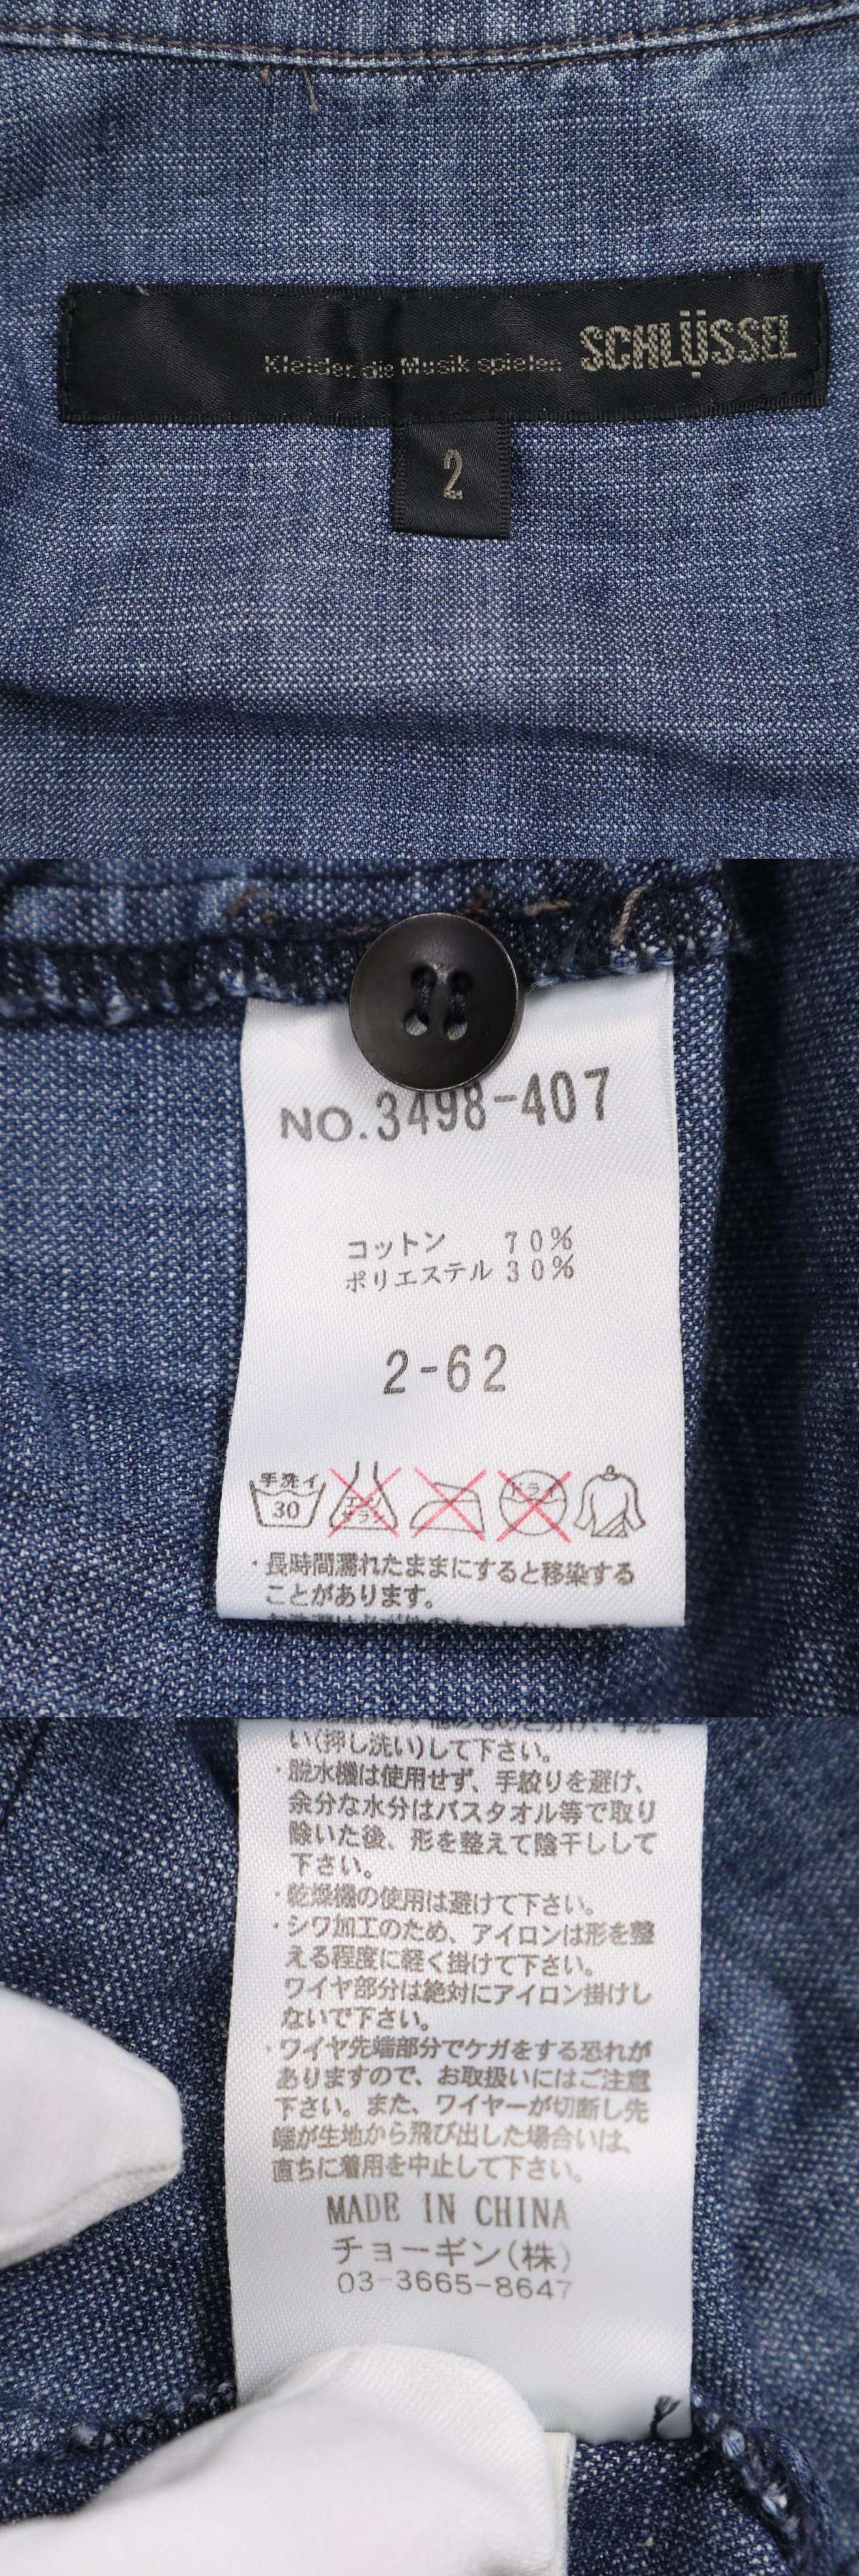 Kleider die Musik spielen SCHLÜSSEL
2
NO.3498-407
コットン 70%
ポリエステル 30%
2-62
手洗イ
30
エンソ
サラシ
ドライ
・長時間濡れたままにすると移染する
ことがあります。
い(押し洗い)して下さい。
・脱水機は使用せず、手絞りを避け、
余分な水分はバスタオル等で取り
除いた後、形を整えて陰干しして
下さい。
・乾燥機の使用は避けて下さい。
・シワ加工のため、アイロンは形を整
える程度に軽く掛けて下さい。
ワイヤ部分は絶対にアイロン掛けし
ないで下さい。
・ワイヤ先端部分でケガをする恐れが
ありますので、お取扱いにはご注意
下さい。また、ワイヤーが切断し先
端が生地から飛び出した場合いは、
直ちに着用を中止して下さい。
MADE IN CHINA
チョーギン(株)
03-3665-8647